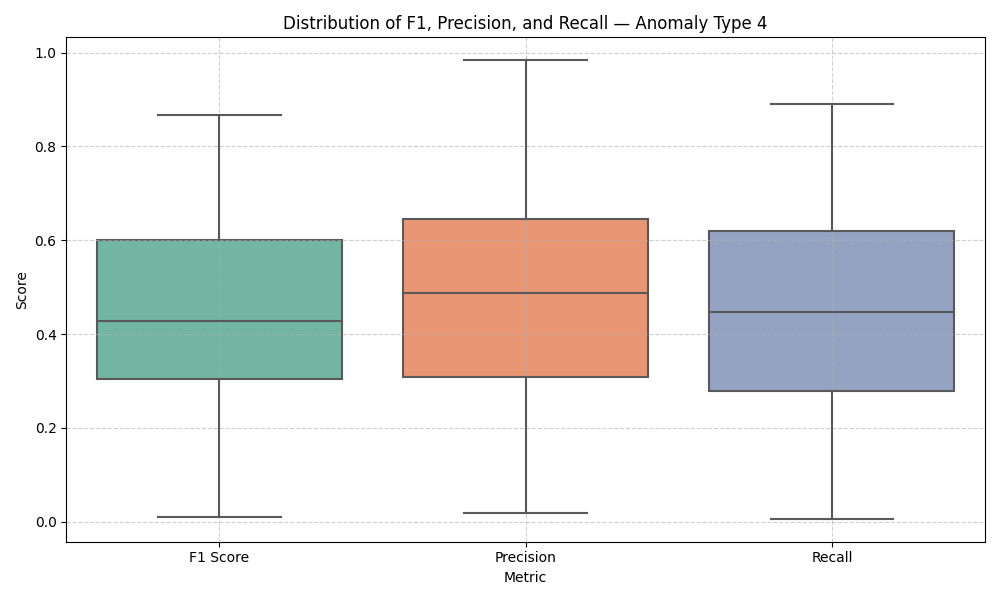 Distribution of F1, Precision, and Recall — Anomaly Type 4
1.0
0.8
0.6
0.4
0.2
0.0
Score
F1 Score
Precision
Recall
Metric